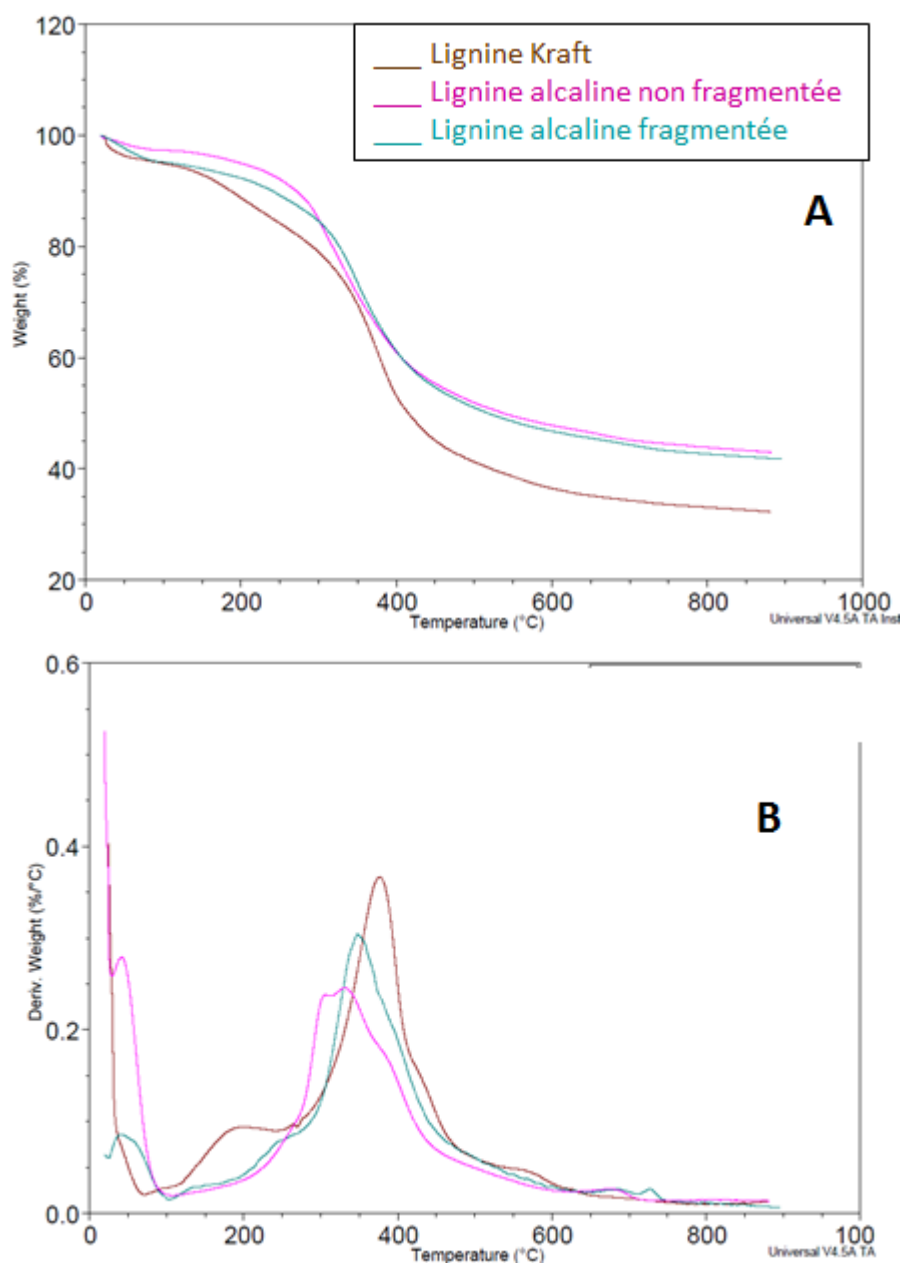 120
100
80
60
40
20
Weight (%)
Lignine Kraft
Lignine alcaline non fragmentée
Lignine alcaline fragmentée
A
0
200
400
600
800
1000
Temperature (°C)
Universal V4.5A TA Inst
0.6
0.4
0.2
0.0
Deriv. Weight (%/°C)
B
0
200
400
600
800
100
Temperature (°C)
Universal V4.5A TA